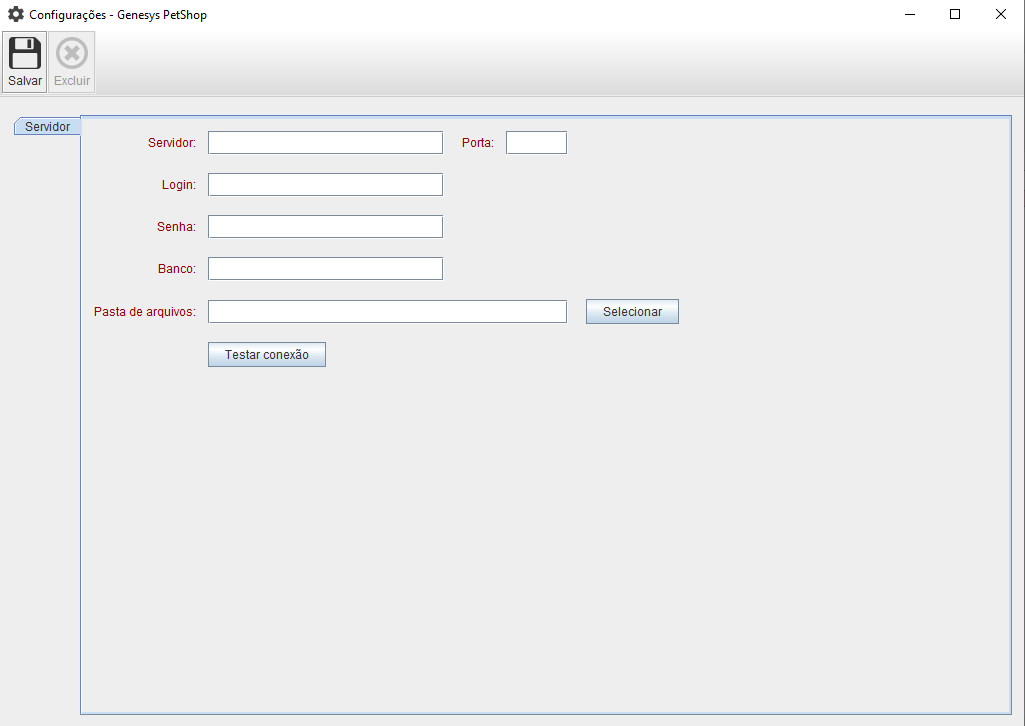 Configurações - Genesys PetShop
Salvar Excluir
Servidor
Servidor: Porta:
Login:
Senha:
Banco:
Pasta de arquivos: Selecionar
Testar conexão